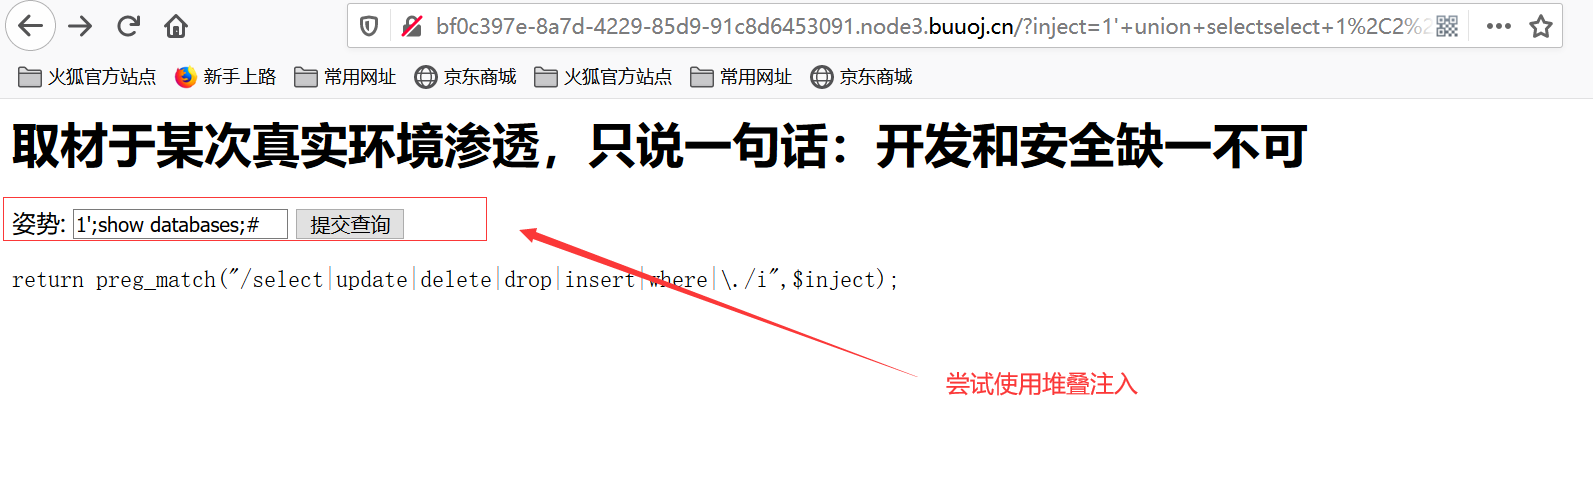 bf0c397e-8a7d-4229-85d9-91c8d6453091.node3.buuoj.cn/?inject=1'+union+selectselect+1%2C2%2
火狐官方站点 新手上路 常用网址 京东商城 火狐官方站点 常用网址 京东商城
取材于某次真实环境渗透，只说一句话：开发和安全缺一不可
姿势: 1';show databases;# 提交查询
return preg_match("/select|update|delete|drop|insert|where|\./i",$inject);
尝试使用堆叠注入